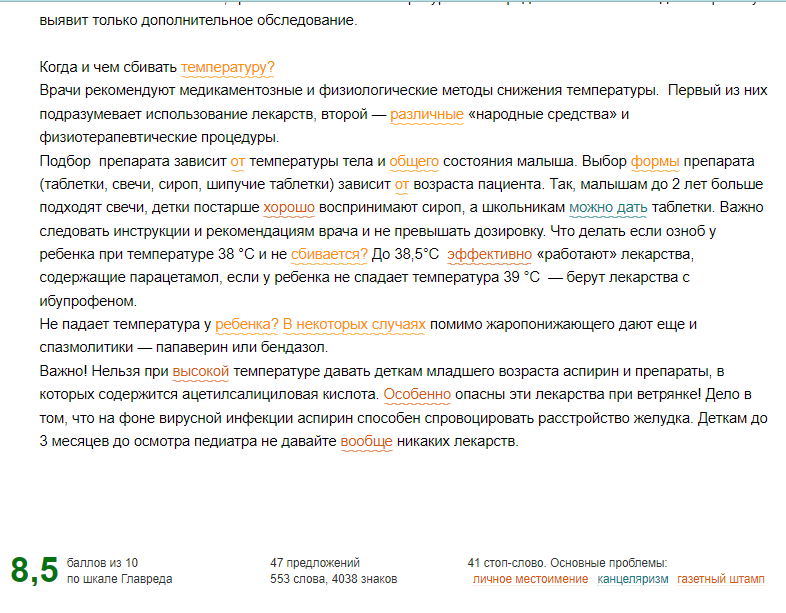 выявит только дополнительное обследование.
Когда и чем сбивать температуру?
Врачи рекомендуют медикаментозные и физиологические методы снижения температуры.  Первый из них
подразумевает использование лекарств, второй — различные «народные средства» и
физиотерапевтические процедуры.
Подбор  препарата зависит от температуры тела и общего состояния малыша. Выбор формы препарата
(таблетки, свечи, сироп, шипучие таблетки) зависит от возраста пациента. Так, малышам до 2 лет больше
подходят свечи, детки постарше хорошо воспринимают сироп, а школьникам можно дать таблетки. Важно
следовать инструкции и рекомендациям врача и не превышать дозировку. Что делать если озноб у
ребенка при температуре 38 °С и не сбивается? До 38,5°С  эффективно «работают» лекарства,
содержащие парацетамол, если у ребенка не спадает температура 39 °С  — берут лекарства с
ибупрофеном.
Не падает температура у ребенка? В некоторых случаях помимо жаропонижающего дают еще и
спазмолитики — папаверин или бендазол.
Важно! Нельзя при высокой температуре давать деткам младшего возраста аспирин и препараты, в
которых содержится ацетилсалициловая кислота. Особенно опасны эти лекарства при ветрянке! Дело в
том, что на фоне вирусной инфекции аспирин способен спровоцировать расстройство желудка. Деткам до
3 месяцев до осмотра педиатра не давайте вообще никаких лекарств.
8,5 баллов из 10 47 предложений 41 стоп-слово. Основные проблемы:
по шкале Главреда 553 слова, 4038 знаков личное местоимение канцеляризм газетный штамп